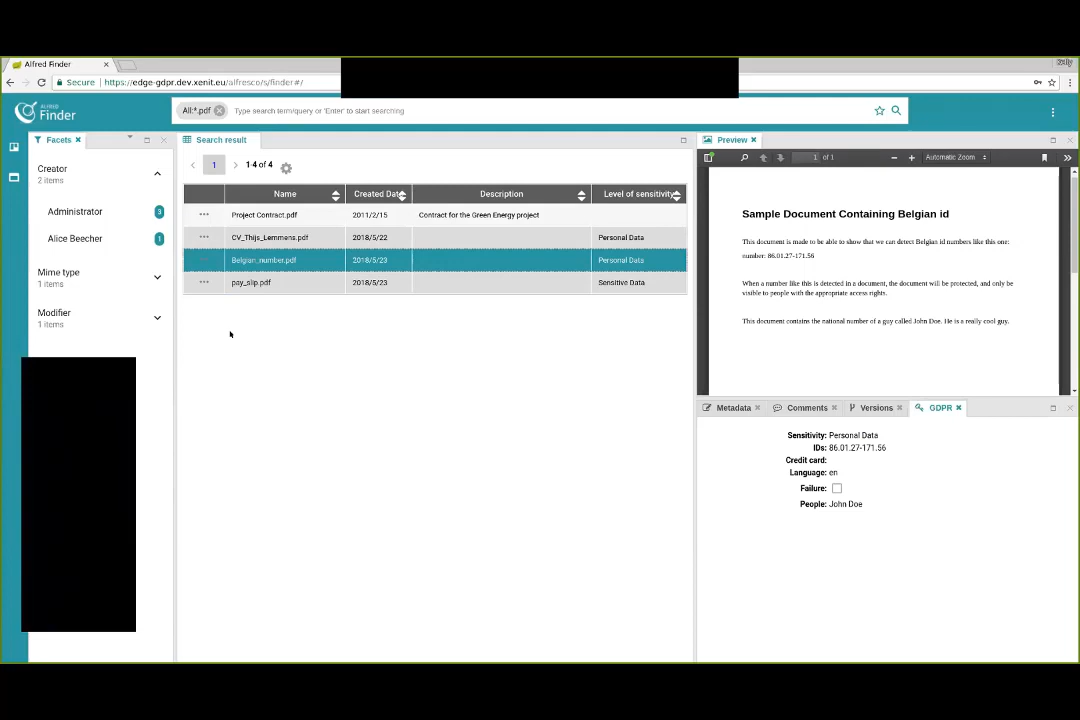 Alfred Finder
Secure
https://edge-gdpr.dev.xenit.eu/alfresco/s/finder#/
ALFRED
Finder
All:*.pdf
Type search term/query or 'Enter' to start searching
Facets
Search result
Preview
Creator
2 items
Administrator
3
Alice Beecher
1
Mime type
1 items
Modifier
1 items
1
1-4 of 4
Name Created Date Description Level of sensitivity
Project Contract.pdf 2011/2/15 Contract for the Green Energy project
CV_Thijs_Lemmens.pdf 2018/5/22 Personal Data
Belgian_number.pdf 2018/5/23 Personal Data
pay_slip.pdf 2018/5/23 Sensitive Data
1 of 1
Automatic Zoom
Sample Document Containing Belgian id
This document is made to be able to show that we can detect Belgian id numbers like this one:
number: 86.01.27-171.56
When a number like this is detected in a document, the document will be protected, and only be
visible to people with the appropriate access rights.
This document contains the national number of a guy called John Doe. He is a really cool guy.
Metadata Comments Versions GDPR
Sensitivity: Personal Data
IDs: 86.01.27-171.56
Credit card:
Language: en
Failure:
People: John Doe